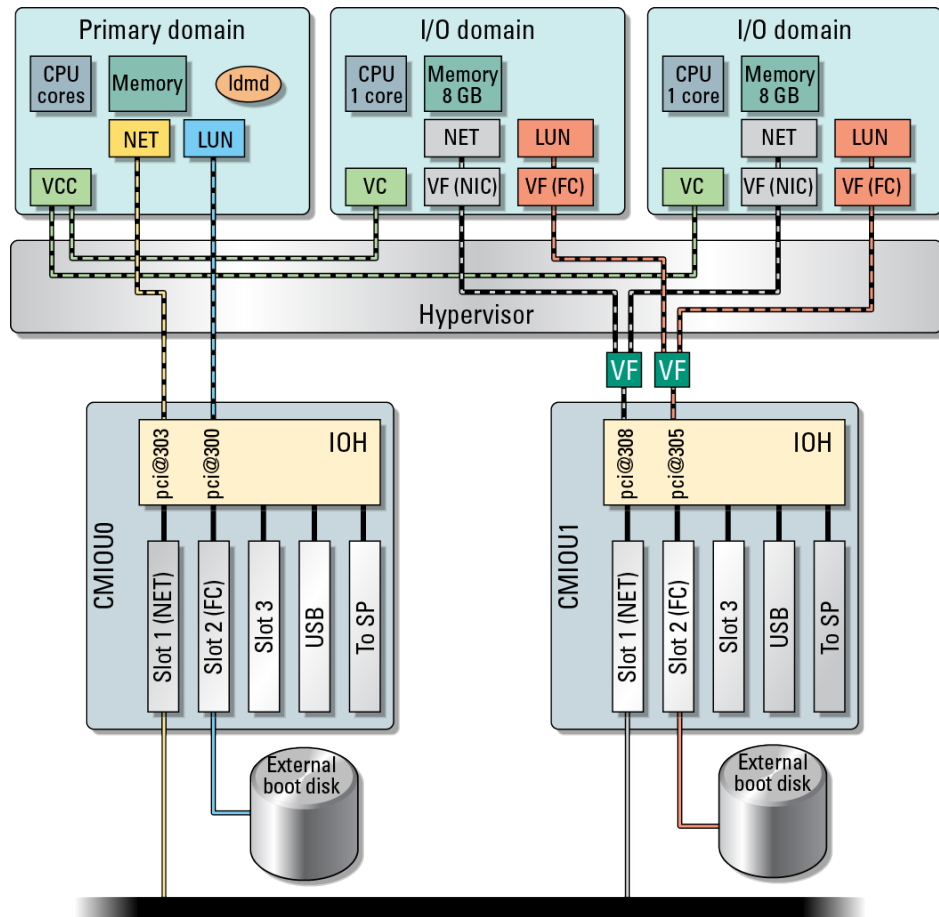 Primary domain
CPU
cores
Memory
ldmd
NET
LUN
VCC
I/O domain
CPU
1 core
Memory
8 GB
NET
LUN
VC
VF (NIC)
VF (FC)
I/O domain
CPU
1 core
Memory
8 GB
NET
LUN
VC
VF (NIC)
VF (FC)
Hypervisor
VF
VF
CMIOU0
pci@303
pci@300
IOH
Slot 1 (NET)
Slot 2 (FC)
Slot 3
USB
To SP
External
boot disk
CMIOU1
pci@308
pci@305
IOH
Slot 1 (NET)
Slot 2 (FC)
Slot 3
USB
To SP
External
boot disk